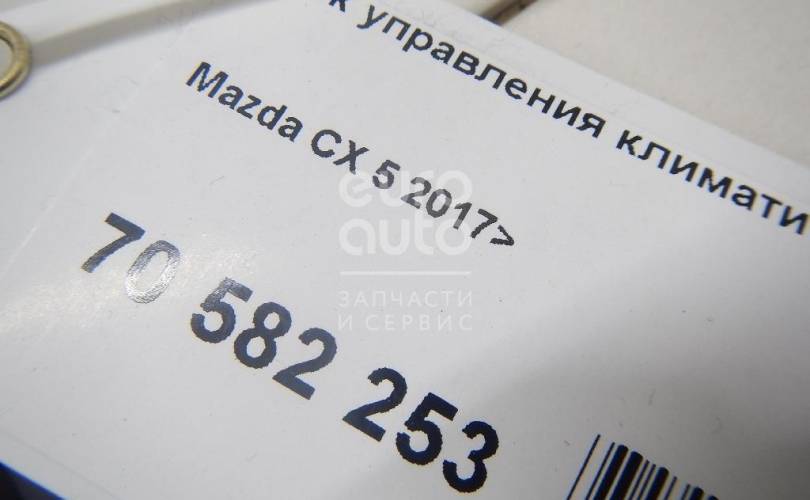 к управления климати
Mazda CX 5 2017>
70 582 253
euro
auto
ЗАПЧАСТИ
И СЕРВИС